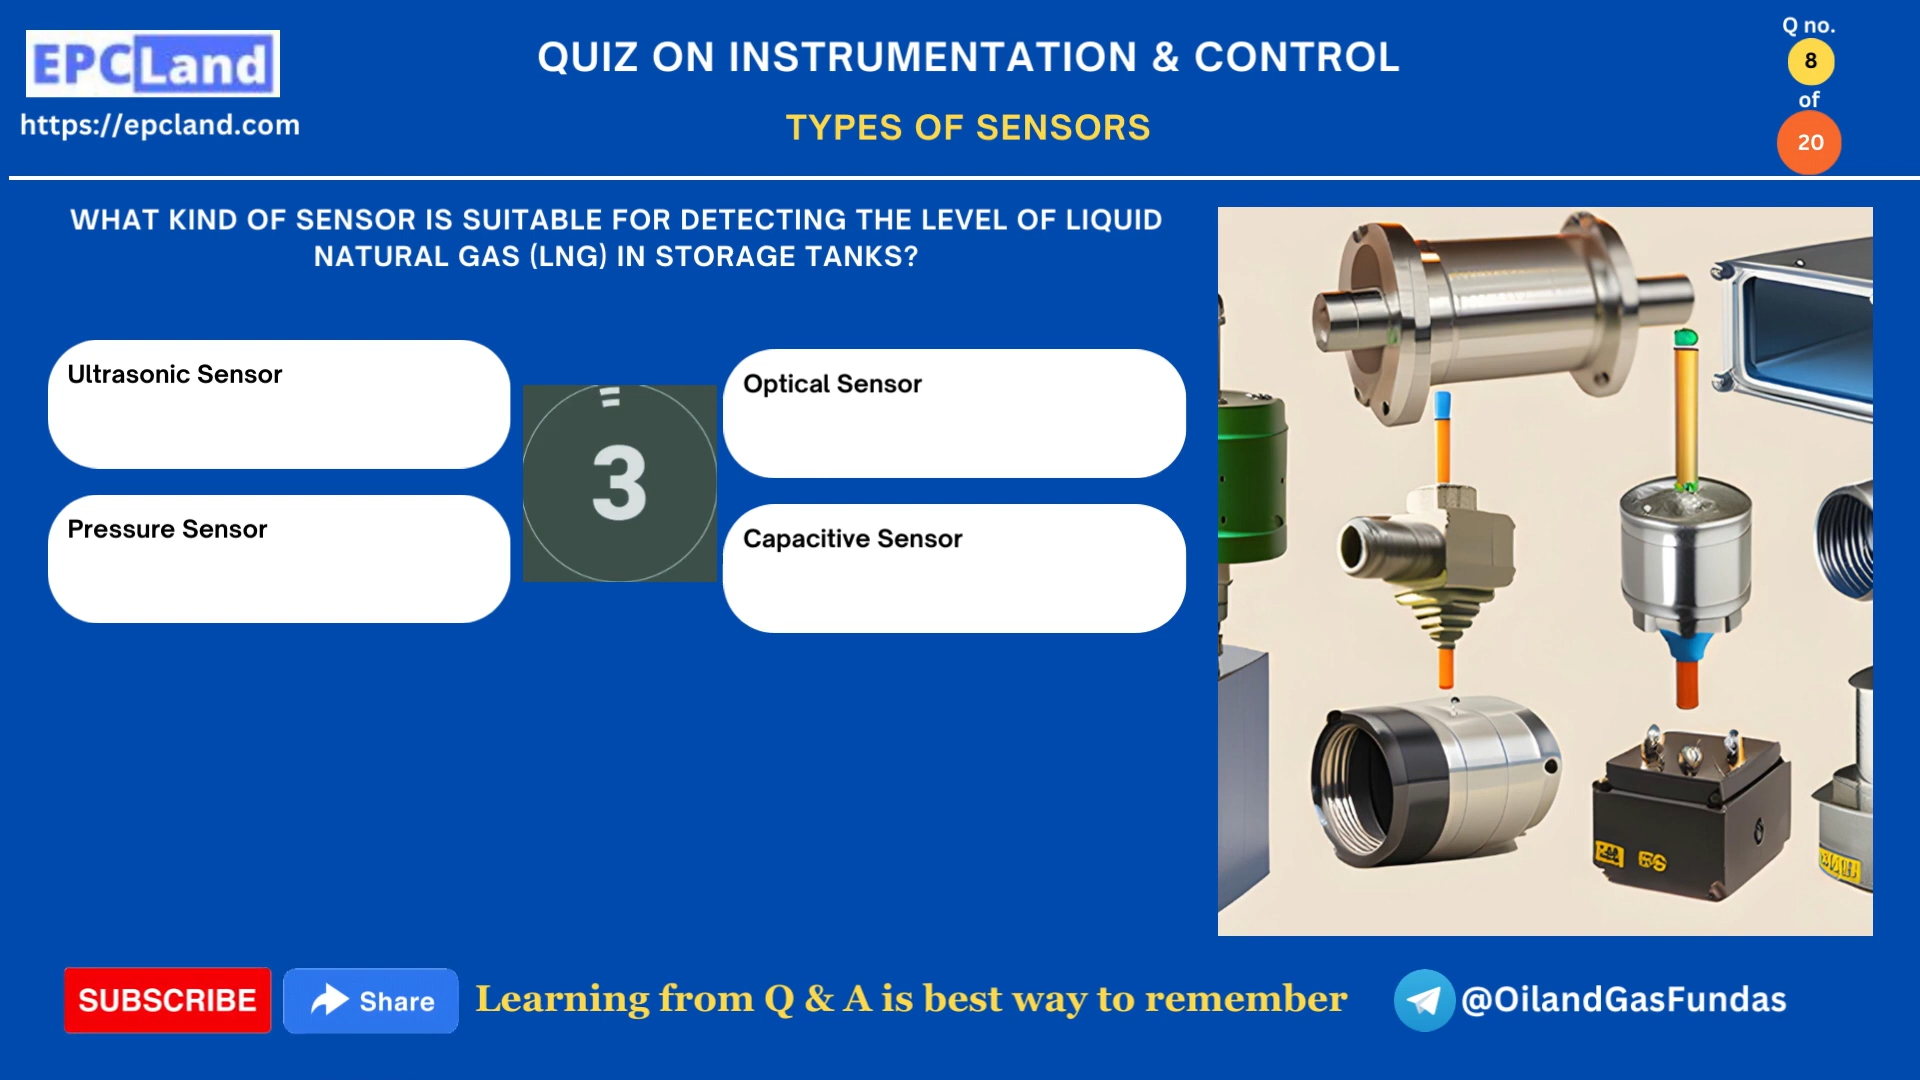 EPCLand
https://epcland.com
QUIZ ON INSTRUMENTATION & CONTROL
TYPES OF SENSORS
Q no.
8
of
20
WHAT KIND OF SENSOR IS SUITABLE FOR DETECTING THE LEVEL OF LIQUID
NATURAL GAS (LNG) IN STORAGE TANKS?
Ultrasonic Sensor
Optical Sensor
3
Pressure Sensor
Capacitive Sensor
SUBSCRIBE
Share
Learning from Q & A is best way to remember
@OilandGasFundas